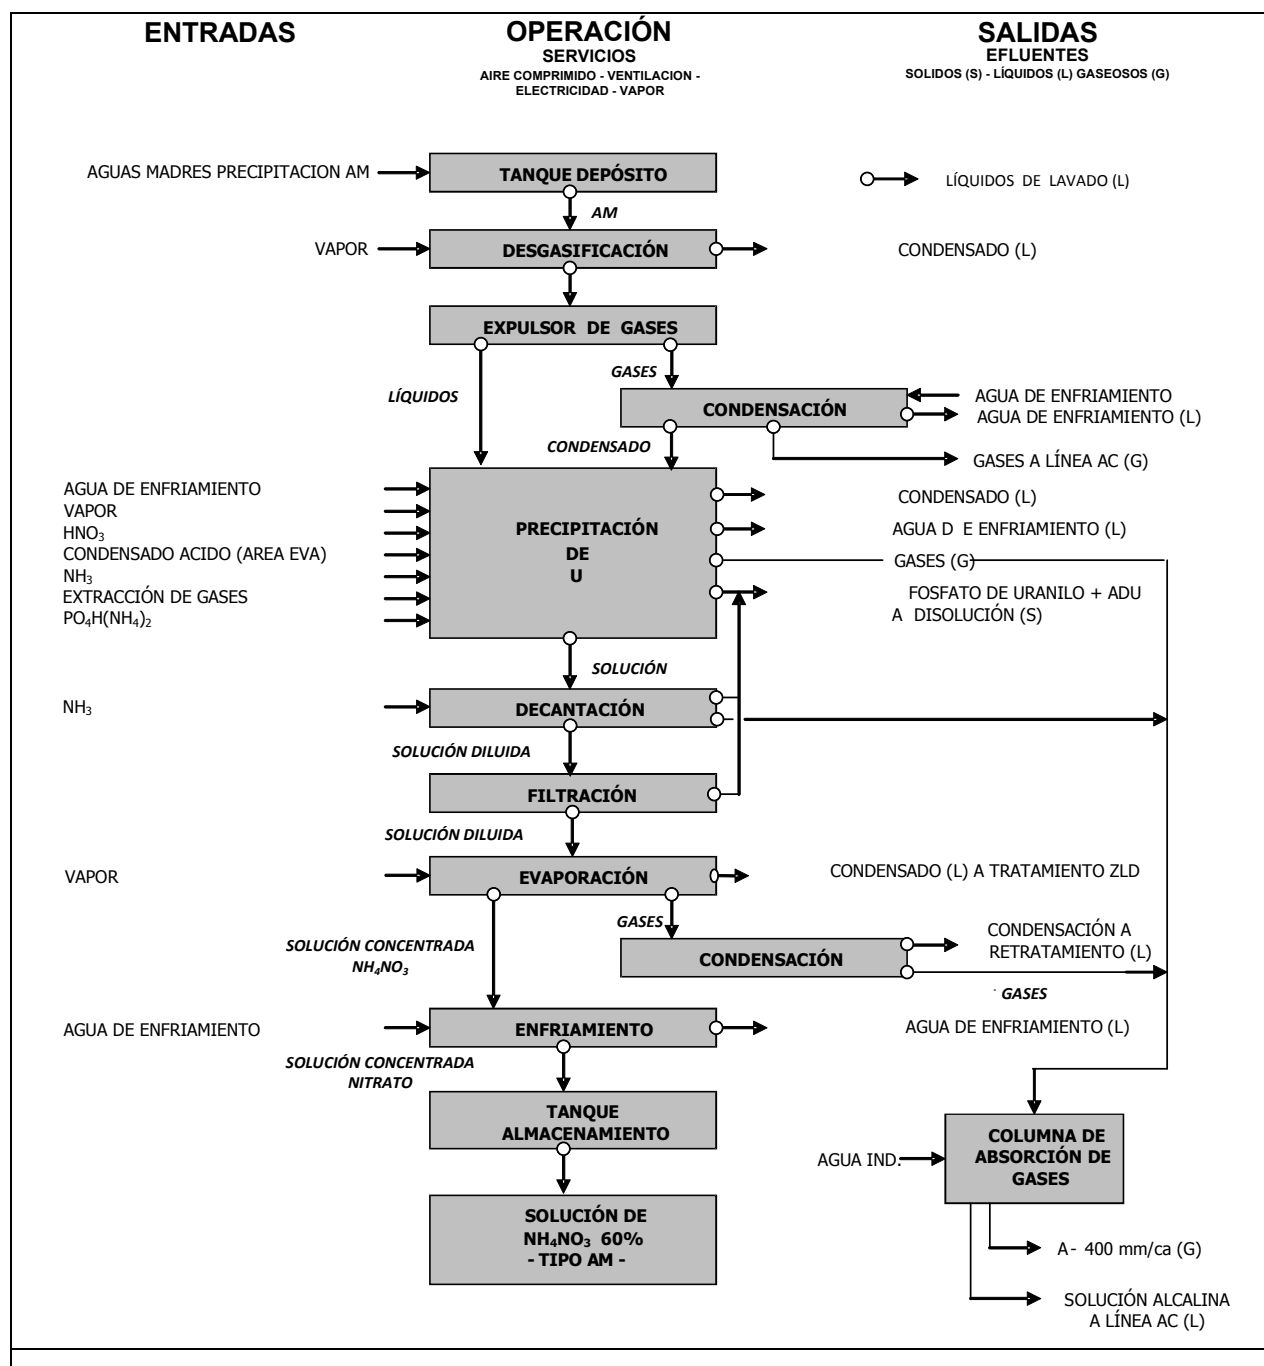 ENTRADAS
OPERACIÓN
SERVICIOS
AIRE COMPRIMIDO - VENTILACION -
ELECTRICIDAD - VAPOR
SALIDAS
EFLUENTES
SOLIDOS (S) - LÍQUIDOS (L) GASEOSOS (G)
AGUAS MADRES PRECIPITACION AM
TANQUE DEPÓSITO
LÍQUIDOS DE LAVADO (L)
AM
VAPOR
DESGASIFICACIÓN
CONDENSADO (L)
EXPULSOR DE GASES
GASES
LÍQUIDOS
CONDENSACIÓN
AGUA DE ENFRIAMIENTO
AGUA DE ENFRIAMIENTO (L)
CONDENSADO
GASES A LÍNEA AC (G)
AGUA DE ENFRIAMIENTO
VAPOR
HNO₃
CONDENSADO ACIDO (AREA EVA)
NH₃
EXTRACCIÓN DE GASES
PO₄H(NH₄)₂
PRECIPITACIÓN
DE
U
CONDENSADO (L)
AGUA D E ENFRIAMIENTO (L)
GASES (G)
FOSFATO DE URANILO + ADU
A DISOLUCIÓN (S)
SOLUCIÓN
NH₃
DECANTACIÓN
SOLUCIÓN DILUIDA
FILTRACIÓN
SOLUCIÓN DILUIDA
VAPOR
EVAPORACIÓN
CONDENSADO (L) A TRATAMIENTO ZLD
GASES
SOLUCIÓN CONCENTRADA
NH₄NO₃
CONDENSACIÓN
CONDENSACIÓN A
RETRATAMIENTO (L)
GASES
AGUA DE ENFRIAMIENTO
ENFRIAMIENTO
AGUA DE ENFRIAMIENTO (L)
SOLUCIÓN CONCENTRADA
NITRATO
TANQUE
ALMACENAMIENTO
AGUA IND.
COLUMNA DE
ABSORCIÓN DE
GASES
SOLUCIÓN DE
NH₄NO₃ 60%
- TIPO AM -
A- 400 mm/ca (G)
SOLUCIÓN ALCALINA
A LÍNEA AC (L)